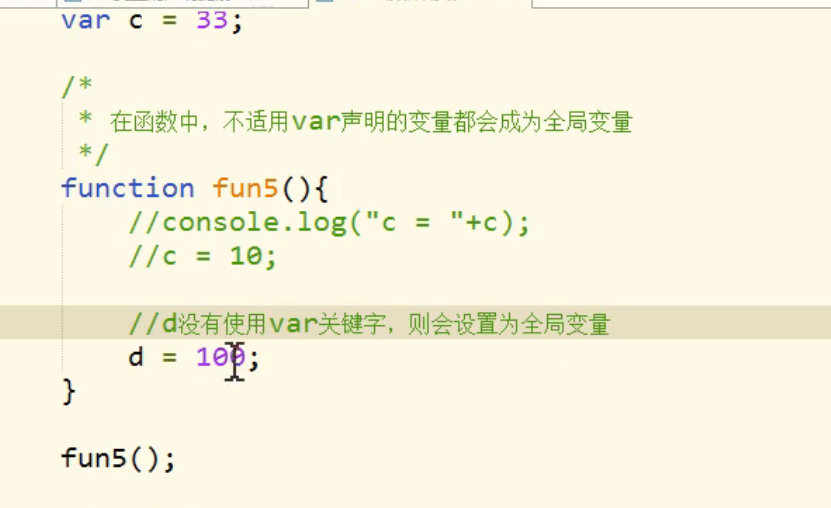 var c = 33;
/*
* 在函数中，不适用var声明的变量都会成为全局变量
*/
function fun5(){
//console.log("c = "+c);
//c = 10;
//d没有使用var关键字，则会设置为全局变量
d = 100;
}
fun5();